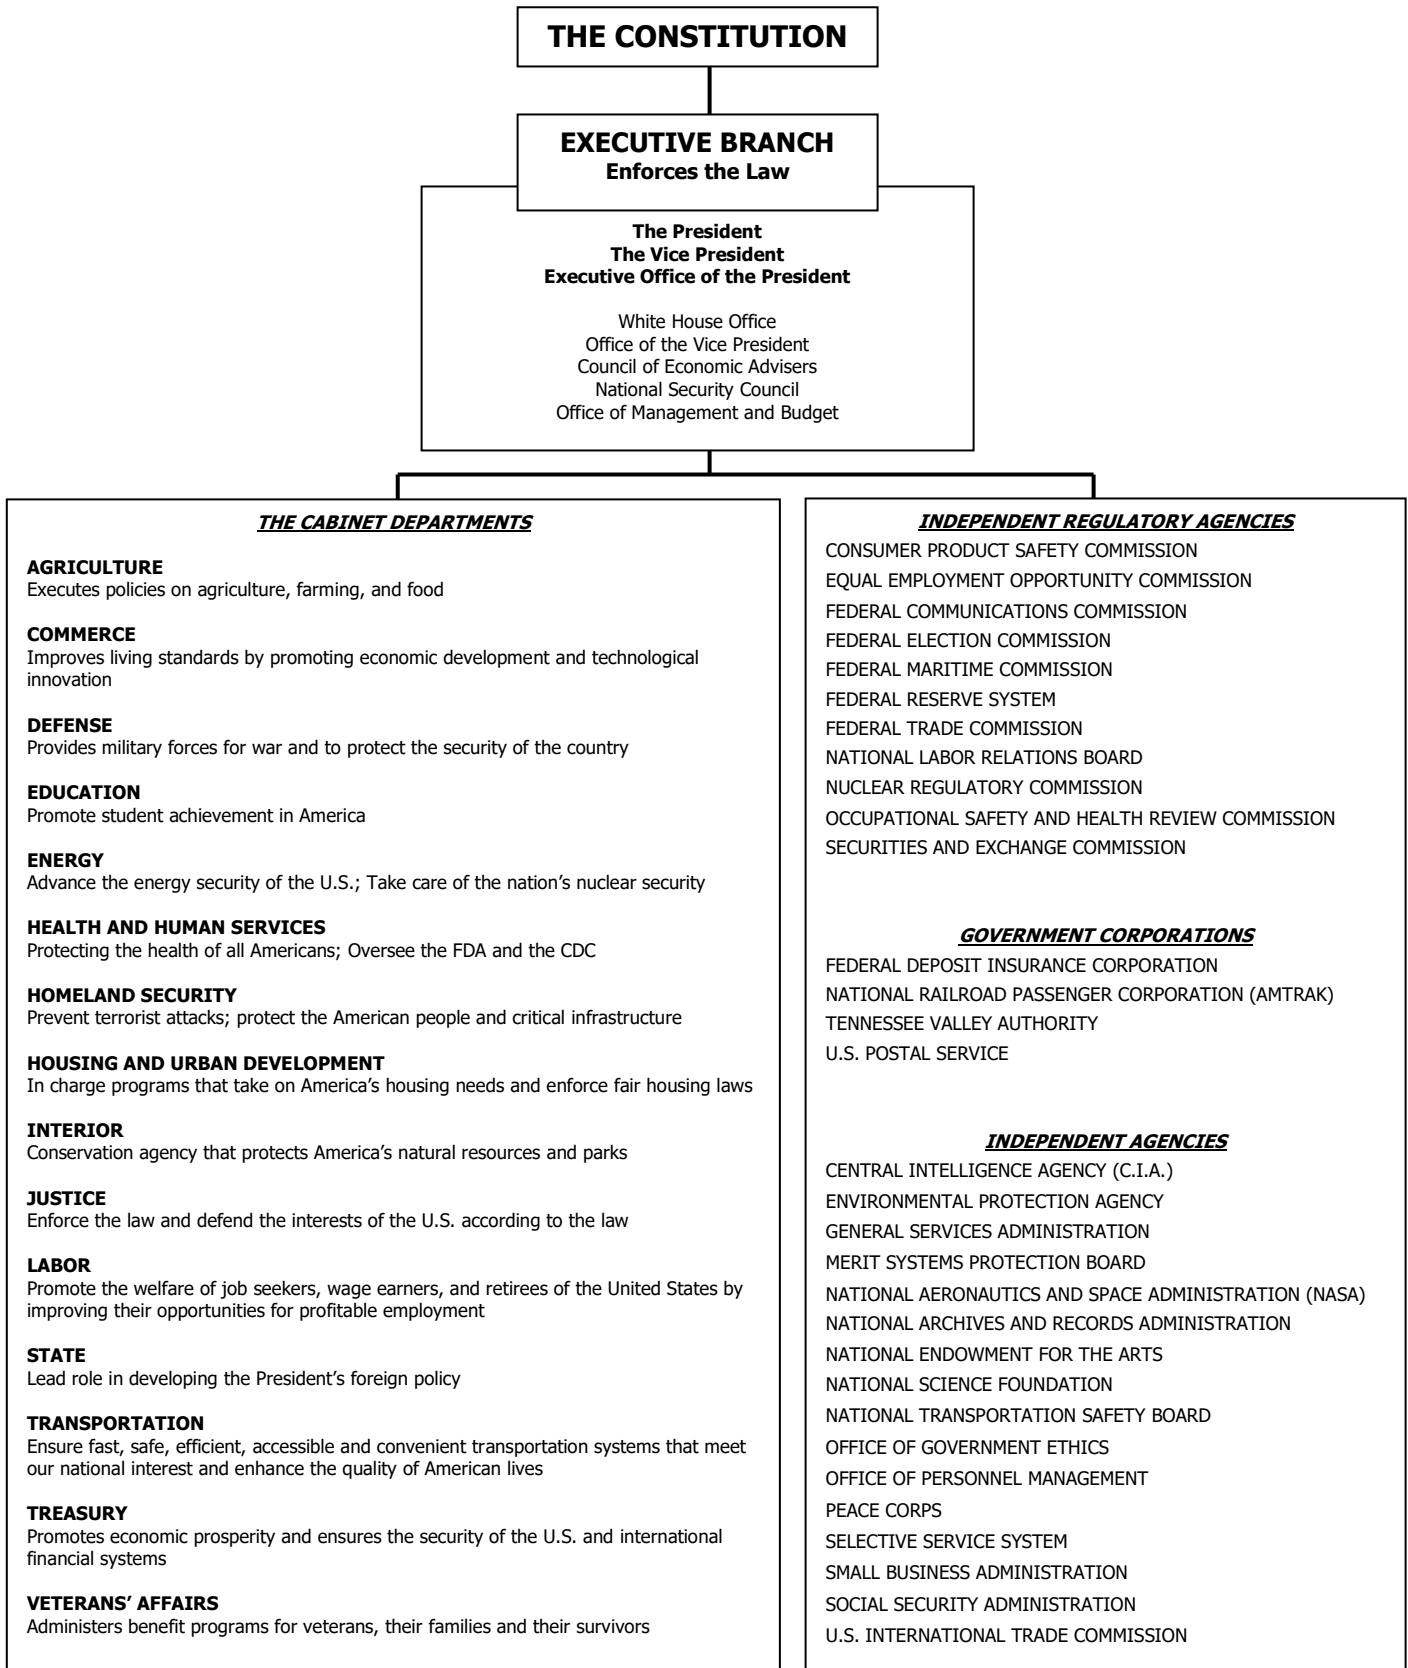 THE CONSTITUTION
EXECUTIVE BRANCH
Enforces the Law
The President
The Vice President
Executive Office of the President
White House Office
Office of the Vice President
Council of Economic Advisers
National Security Council
Office of Management and Budget
THE CABINET DEPARTMENTS
AGRICULTURE
Executes policies on agriculture, farming, and food
COMMERCE
Improves living standards by promoting economic development and technological
innovation
DEFENSE
Provides military forces for war and to protect the security of the country
EDUCATION
Promote student achievement in America
ENERGY
Advance the energy security of the U.S.; Take care of the nation’s nuclear security
HEALTH AND HUMAN SERVICES
Protecting the health of all Americans; Oversee the FDA and the CDC
HOMELAND SECURITY
Prevent terrorist attacks; protect the American people and critical infrastructure
HOUSING AND URBAN DEVELOPMENT
In charge programs that take on America’s housing needs and enforce fair housing laws
INTERIOR
Conservation agency that protects America’s natural resources and parks
JUSTICE
Enforce the law and defend the interests of the U.S. according to the law
LABOR
Promote the welfare of job seekers, wage earners, and retirees of the United States by
improving their opportunities for profitable employment
STATE
Lead role in developing the President’s foreign policy
TRANSPORTATION
Ensure fast, safe, efficient, accessible and convenient transportation systems that meet
our national interest and enhance the quality of American lives
TREASURY
Promotes economic prosperity and ensures the security of the U.S. and international
financial systems
VETERANS’ AFFAIRS
Administers benefit programs for veterans, their families and their survivors
INDEPENDENT REGULATORY AGENCIES
CONSUMER PRODUCT SAFETY COMMISSION
EQUAL EMPLOYMENT OPPORTUNITY COMMISSION
FEDERAL COMMUNICATIONS COMMISSION
FEDERAL ELECTION COMMISSION
FEDERAL MARITIME COMMISSION
FEDERAL RESERVE SYSTEM
FEDERAL TRADE COMMISSION
NATIONAL LABOR RELATIONS BOARD
NUCLEAR REGULATORY COMMISSION
OCCUPATIONAL SAFETY AND HEALTH REVIEW COMMISSION
SECURITIES AND EXCHANGE COMMISSION
GOVERNMENT CORPORATIONS
FEDERAL DEPOSIT INSURANCE CORPORATION
NATIONAL RAILROAD PASSENGER CORPORATION (AMTRAK)
TENNESSEE VALLEY AUTHORITY
U.S. POSTAL SERVICE
INDEPENDENT AGENCIES
CENTRAL INTELLIGENCE AGENCY (C.I.A.)
ENVIRONMENTAL PROTECTION AGENCY
GENERAL SERVICES ADMINISTRATION
MERIT SYSTEMS PROTECTION BOARD
NATIONAL AERONAUTICS AND SPACE ADMINISTRATION (NASA)
NATIONAL ARCHIVES AND RECORDS ADMINISTRATION
NATIONAL ENDOWMENT FOR THE ARTS
NATIONAL SCIENCE FOUNDATION
NATIONAL TRANSPORTATION SAFETY BOARD
OFFICE OF GOVERNMENT ETHICS
OFFICE OF PERSONNEL MANAGEMENT
PEACE CORPS
SELECTIVE SERVICE SYSTEM
SMALL BUSINESS ADMINISTRATION
SOCIAL SECURITY ADMINISTRATION
U.S. INTERNATIONAL TRADE COMMISSION